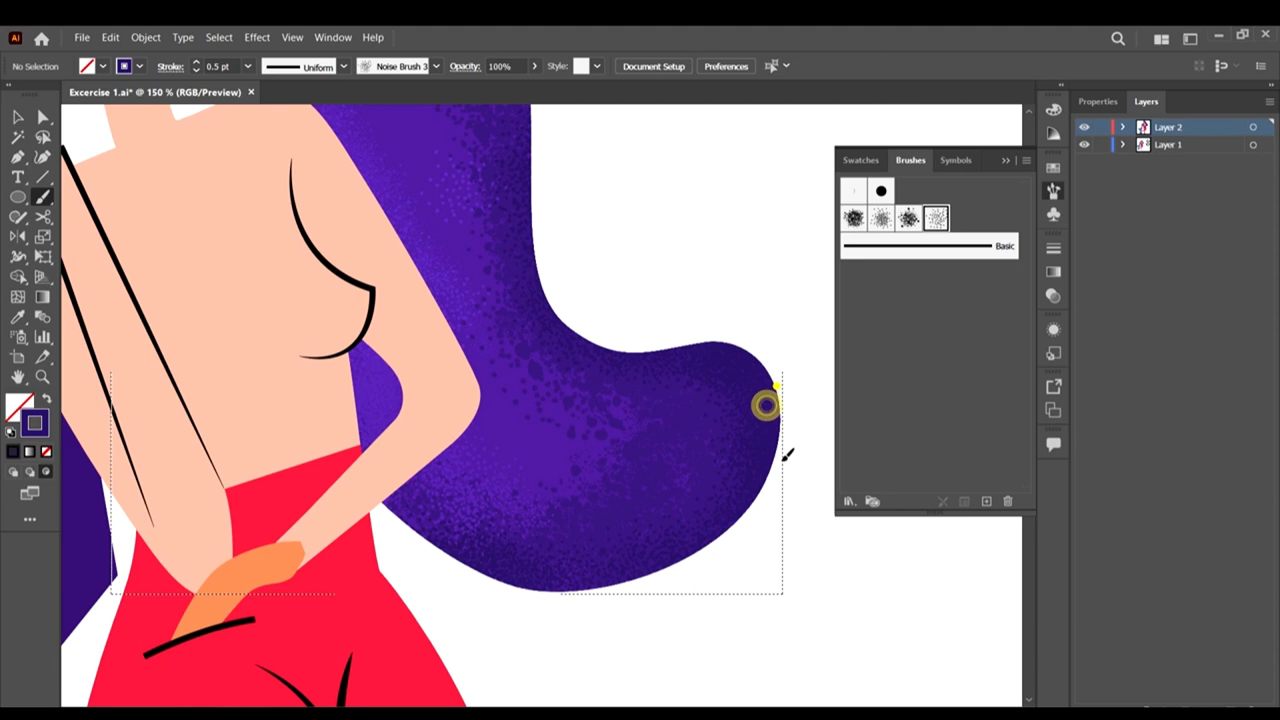 Ai File Edit Object Type Select Effect View Window Help
No Selection Stroke: 0.5 pt Uniform Noise Brush 3 Opacity: 100% Style: Document Setup Preferences
Excercise 1.ai* @ 150 % (RGB/Preview) ×
Properties Layers
Layer 2
Layer 1
Swatches Brushes Symbols
Basic